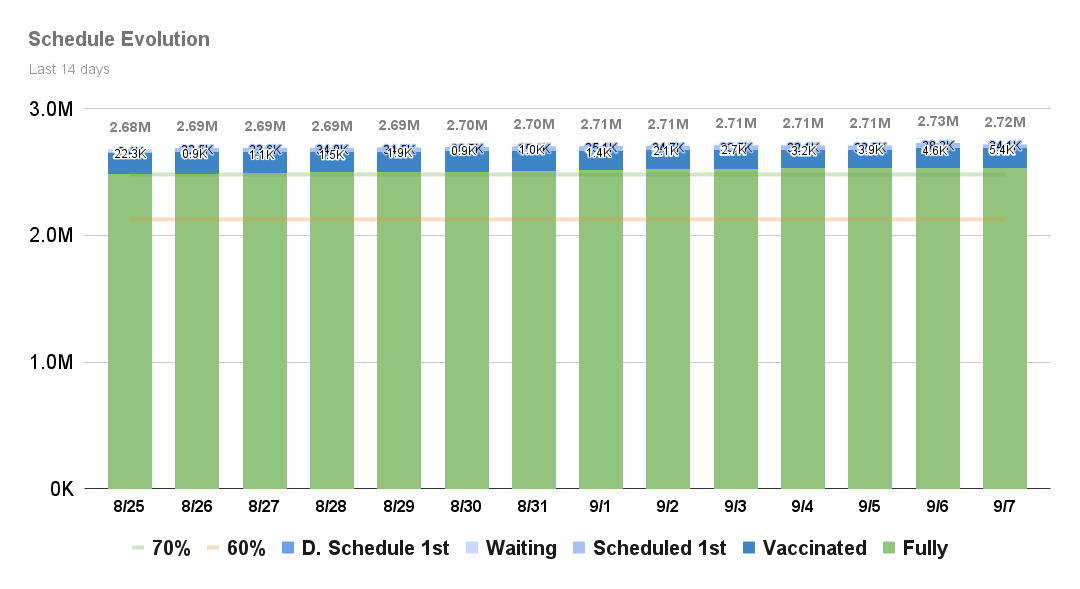 Schedule Evolution
Last 14 days
3.0M
2.68M 2.69M 2.69M 2.69M 2.69M 2.70M 2.70M 2.71M 2.71M 2.71M 2.71M 2.71M 2.73M 2.72M
22.3K 0.9K 1.1K 1.5K 1.9K 0.9K 1.0K 1.4K 2.1K 2.7K 3.2K 3.9K 4.6K 5.4K
2.0M
1.0M
0K
8/25 8/26 8/27 8/28 8/29 8/30 8/31 9/1 9/2 9/3 9/4 9/5 9/6 9/7
70% 60% D. Schedule 1st Waiting Scheduled 1st Vaccinated Fully